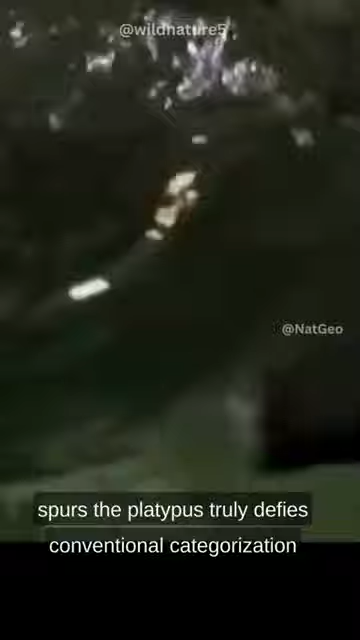 @wildnature5
@NatGeo
spurs the platypus truly defies
conventional categorization